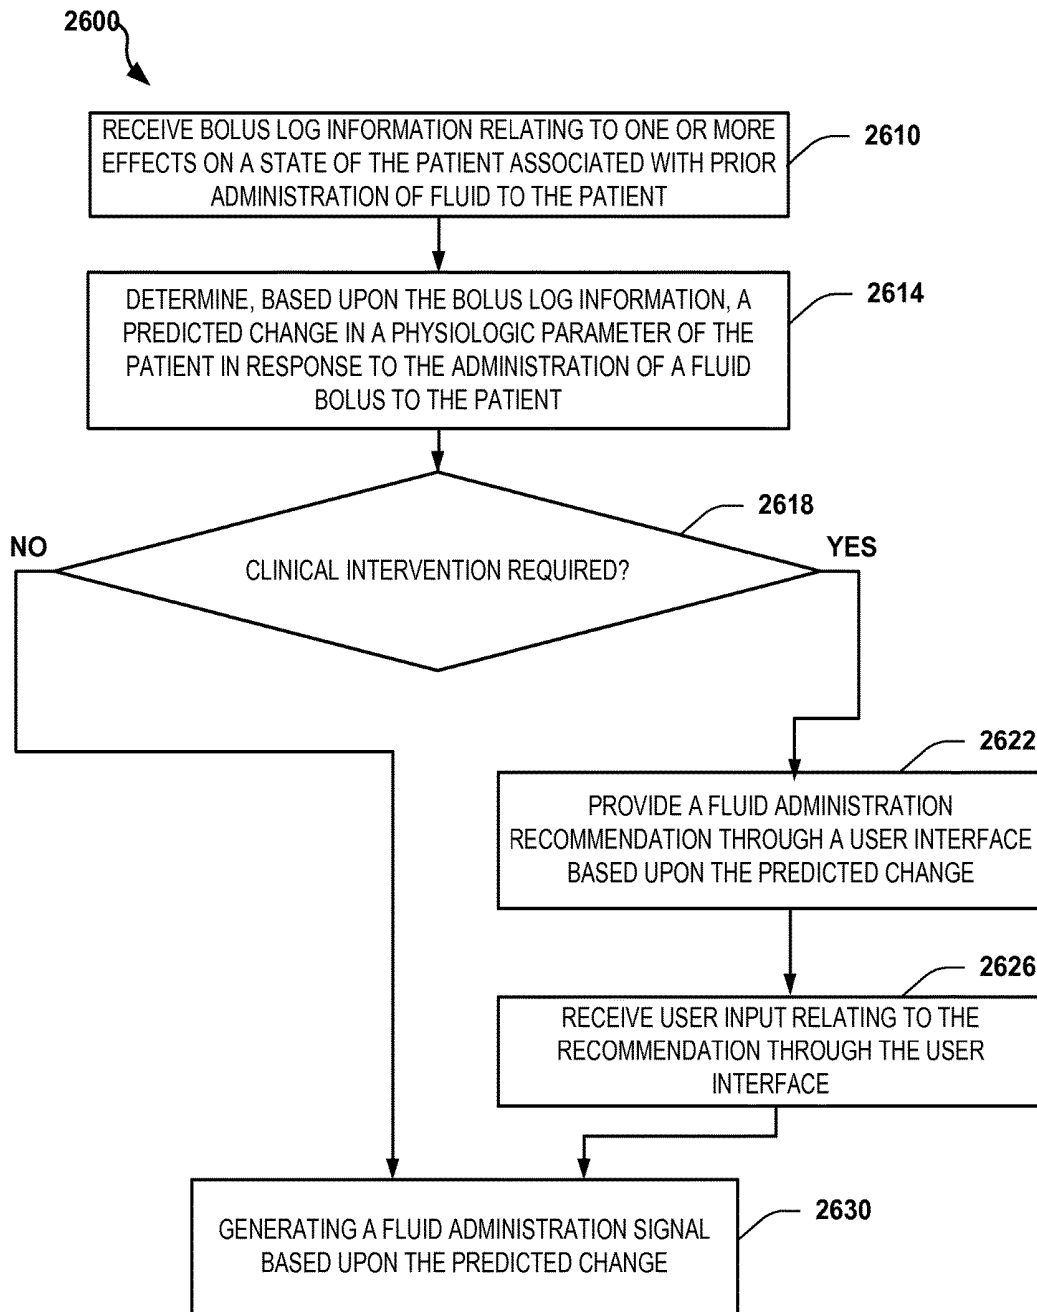 2600
RECEIVE BOLUS LOG INFORMATION RELATING TO ONE OR MORE
EFFECTS ON A STATE OF THE PATIENT ASSOCIATED WITH PRIOR
ADMINISTRATION OF FLUID TO THE PATIENT
2610
DETERMINE, BASED UPON THE BOLUS LOG INFORMATION, A
PREDICTED CHANGE IN A PHYSIOLOGIC PARAMETER OF THE
PATIENT IN RESPONSE TO THE ADMINISTRATION OF A FLUID
BOLUS TO THE PATIENT
2614
2618
NO
CLINICAL INTERVENTION REQUIRED?
YES
2622
PROVIDE A FLUID ADMINISTRATION
RECOMMENDATION THROUGH A USER INTERFACE
BASED UPON THE PREDICTED CHANGE
2626
RECEIVE USER INPUT RELATING TO THE
RECOMMENDATION THROUGH THE USER
INTERFACE
2630
GENERATING A FLUID ADMINISTRATION SIGNAL
BASED UPON THE PREDICTED CHANGE